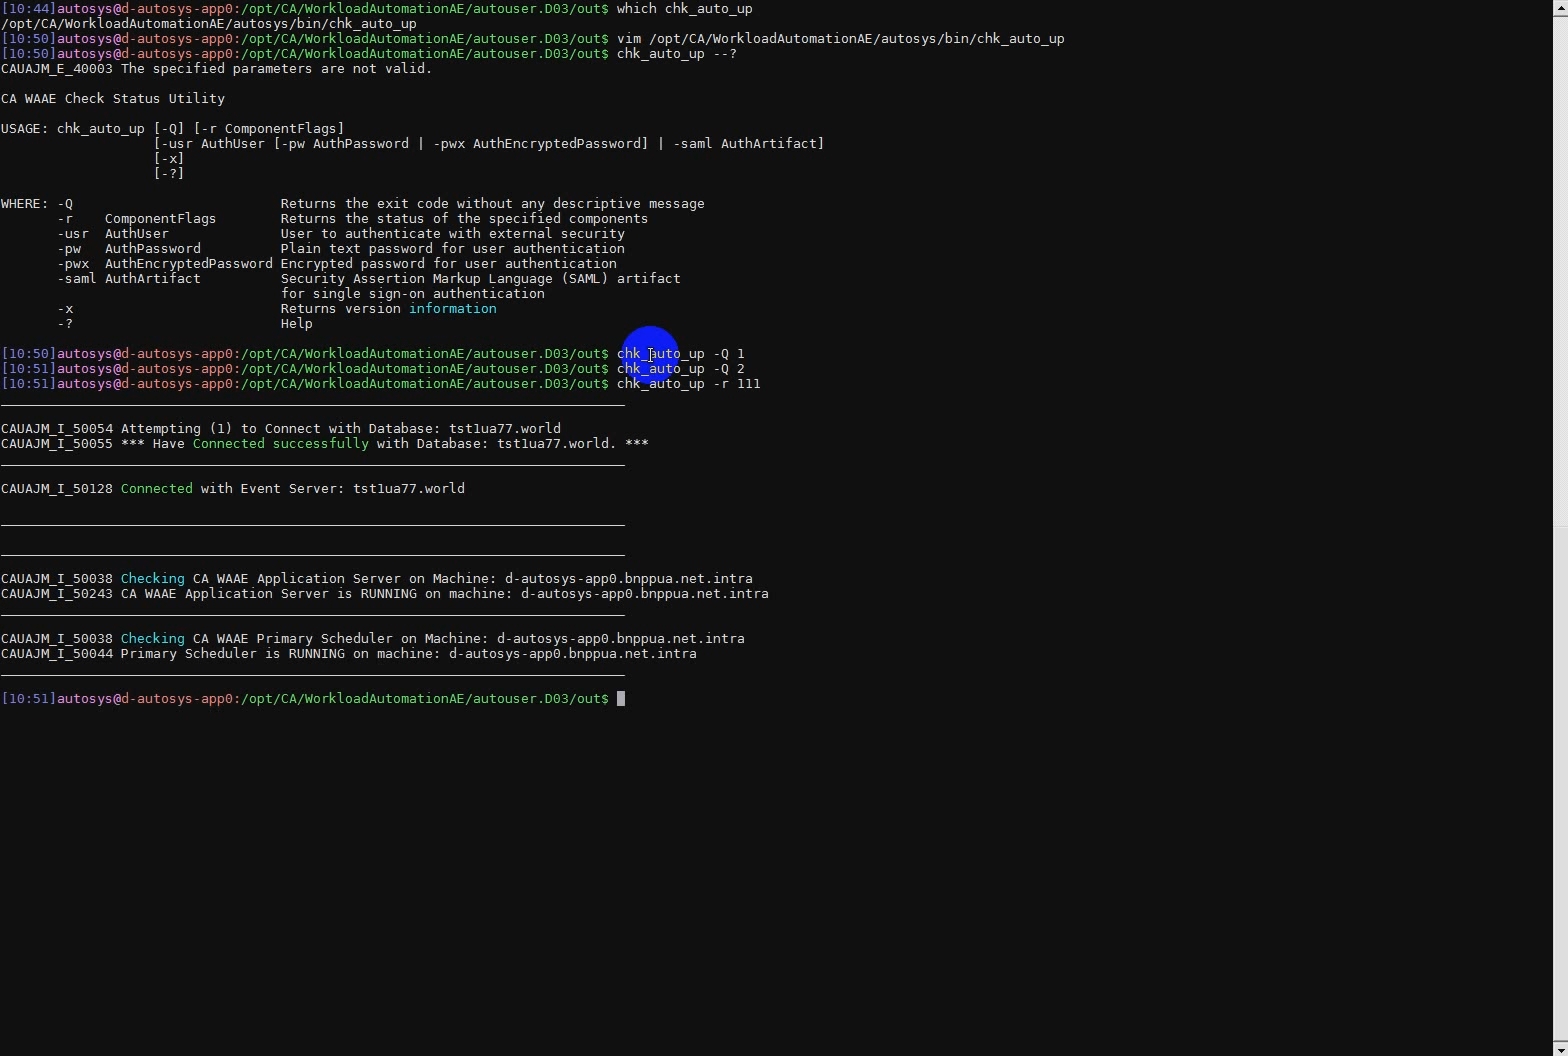 [10:44]autosys@d-autosys-app0:/opt/CA/WorkloadAutomationAE/autouser.D03/out$ which chk_auto_up
/opt/CA/WorkloadAutomationAE/autosys/bin/chk_auto_up
[10:50]autosys@d-autosys-app0:/opt/CA/WorkloadAutomationAE/autouser.D03/out$ vim /opt/CA/WorkloadAutomationAE/autosys/bin/chk_auto_up
[10:50]autosys@d-autosys-app0:/opt/CA/WorkloadAutomationAE/autouser.D03/out$ chk_auto_up --?
CAUAJM_E_40003 The specified parameters are not valid.
CA WAAE Check Status Utility
USAGE: chk_auto_up [-Q] [-r ComponentFlags]
[-usr AuthUser [-pw AuthPassword | -pwx AuthEncryptedPassword] | -saml AuthArtifact]
[-x]
[-?]
WHERE: -Q Returns the exit code without any descriptive message
-r ComponentFlags Returns the status of the specified components
-usr AuthUser User to authenticate with external security
-pw AuthPassword Plain text password for user authentication
-pwx AuthEncryptedPassword Encrypted password for user authentication
-saml AuthArtifact Security Assertion Markup Language (SAML) artifact
for single sign-on authentication
-x Returns version information
-? Help
[10:50]autosys@d-autosys-app0:/opt/CA/WorkloadAutomationAE/autouser.D03/out$ chk_auto_up -Q 1
[10:51]autosys@d-autosys-app0:/opt/CA/WorkloadAutomationAE/autouser.D03/out$ chk_auto_up -Q 2
[10:51]autosys@d-autosys-app0:/opt/CA/WorkloadAutomationAE/autouser.D03/out$ chk_auto_up -r 111
CAUAJM_I_50054 Attempting (1) to Connect with Database: tst1ua77.world
CAUAJM_I_50055 *** Have Connected successfully with Database: tst1ua77.world. ***
CAUAJM_I_50128 Connected with Event Server: tst1ua77.world
CAUAJM_I_50038 Checking CA WAAE Application Server on Machine: d-autosys-app0.bnppua.net.intra
CAUAJM_I_50243 CA WAAE Application Server is RUNNING on machine: d-autosys-app0.bnppua.net.intra
CAUAJM_I_50038 Checking CA WAAE Primary Scheduler on Machine: d-autosys-app0.bnppua.net.intra
CAUAJM_I_50044 Primary Scheduler is RUNNING on machine: d-autosys-app0.bnppua.net.intra
[10:51]autosys@d-autosys-app0:/opt/CA/WorkloadAutomationAE/autouser.D03/out$